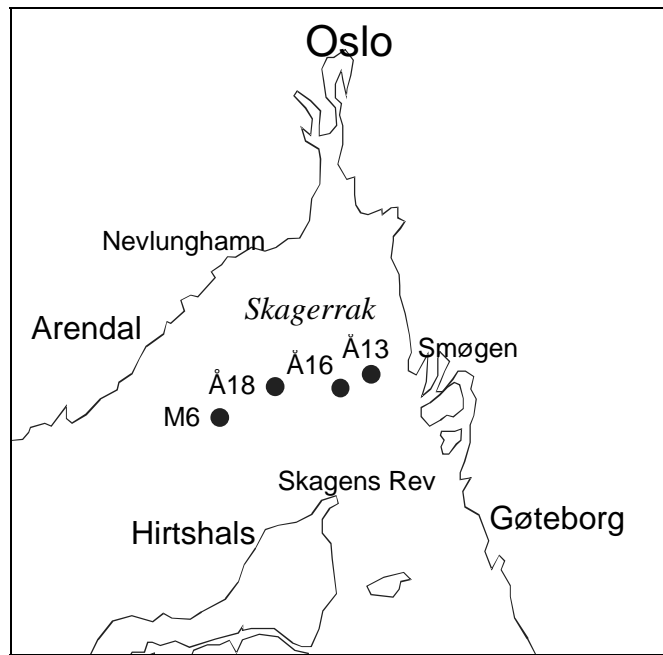 Oslo
Nevlunghamn
Skagerrak
Arendal
Å13
Smøgen
Å16
Å18
M6
Skagens Rev
Hirtshals
Gøteborg